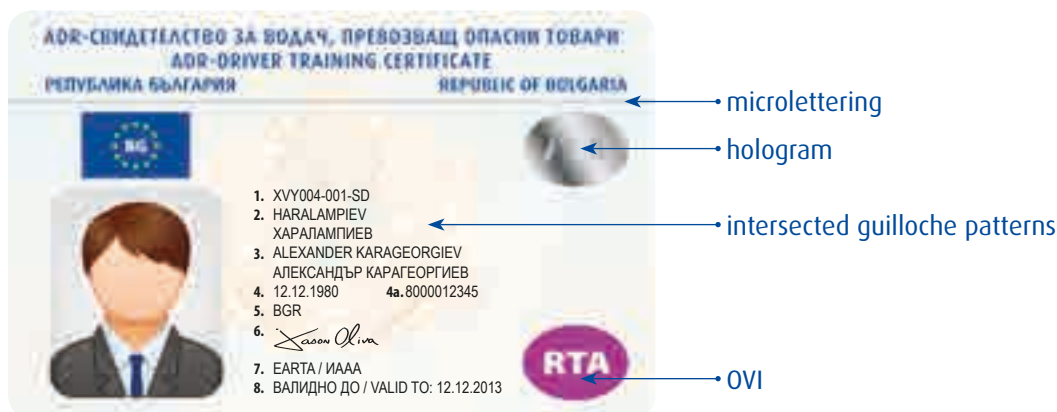 ADR-СВИДЕТЕЛСТВО ЗА ВОДАЧ, ПРЕВОЗВАЩ ОПАСНИ ТОВАРИ
ADR-DRIVER TRAINING CERTIFICATE
РЕПУБЛИКА БЪЛГАРИЯ REPUBLIC OF BULGARIA
microlettering
BG
hologram
1. XVY004-001-SD
2. HARALAMPIEV
ХАРАЛАМПИЕВ
intersected guilloche patterns
3. ALEXANDER KARAGEORGIEV
АЛЕКСАНДЪР КАРАГЕОРГИЕВ
4. 12.12.1980 4a. 8000012345
5. BGR
6. Jason Oliva
7. EARTA / ИААА
8. ВАЛИДНО ДО / VALID TO: 12.12.2013
RTA
OVI